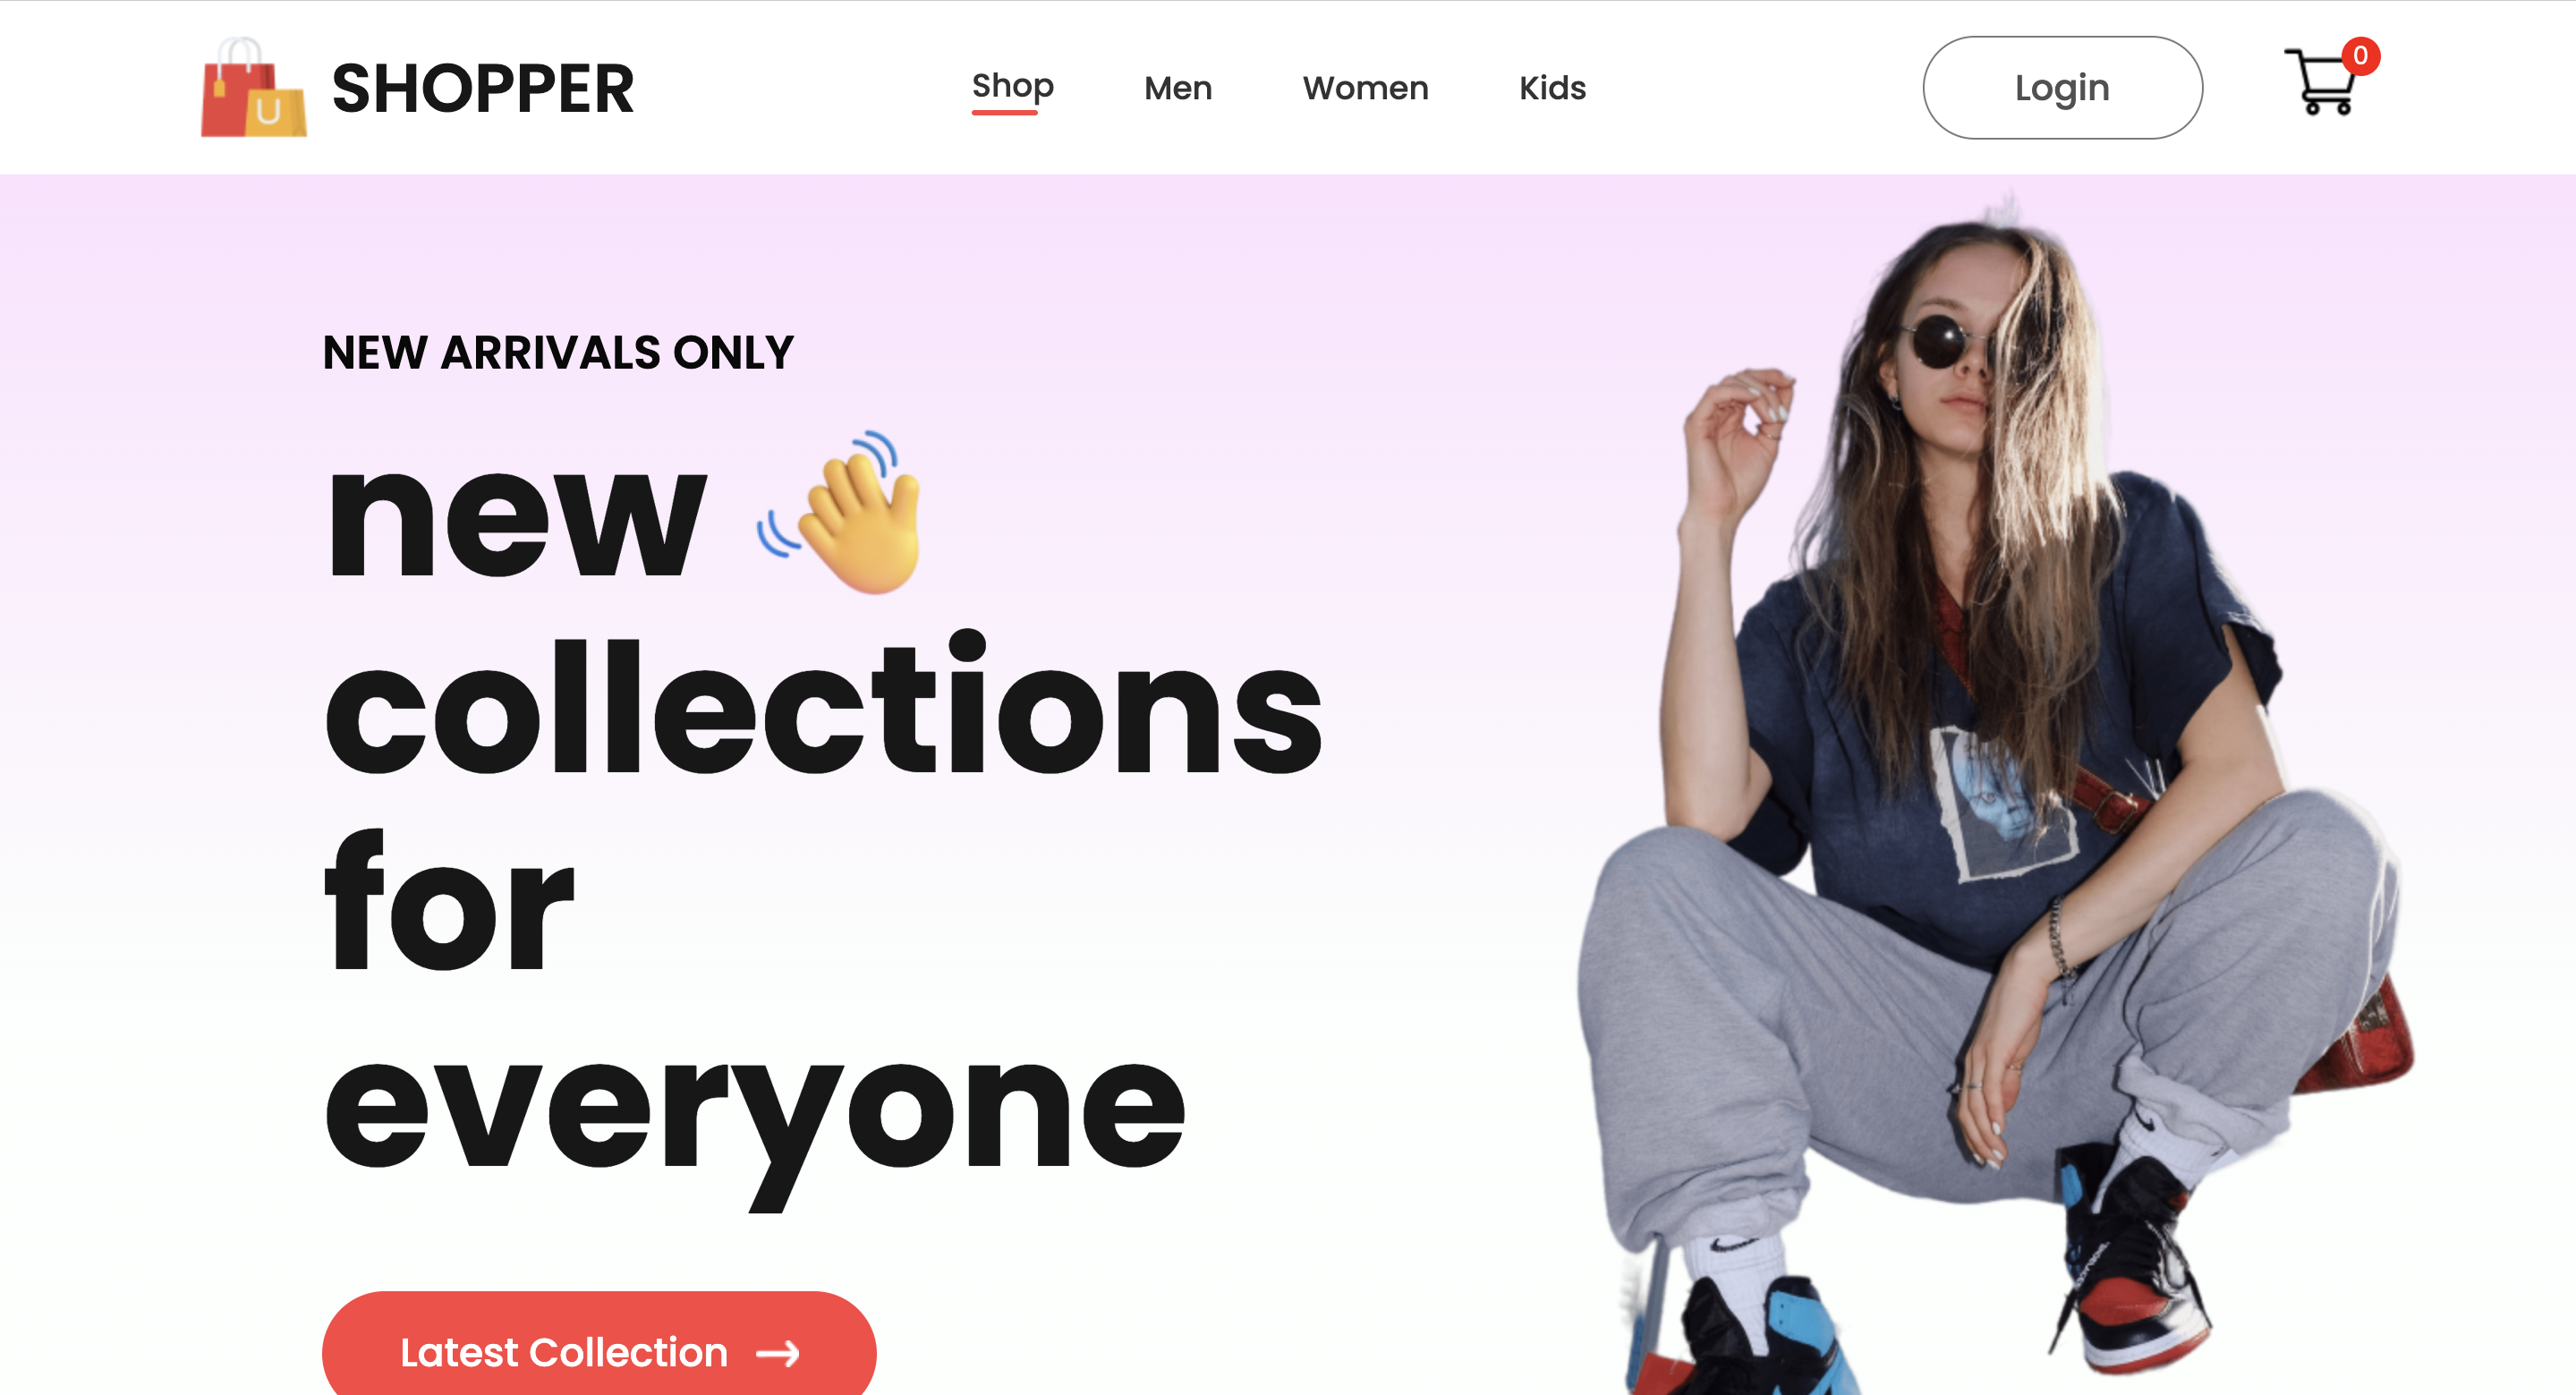 SHOPPER
Shop Men Women Kids
Login
0
NEW ARRIVALS ONLY
new
collections
for
everyone
Latest Collection →